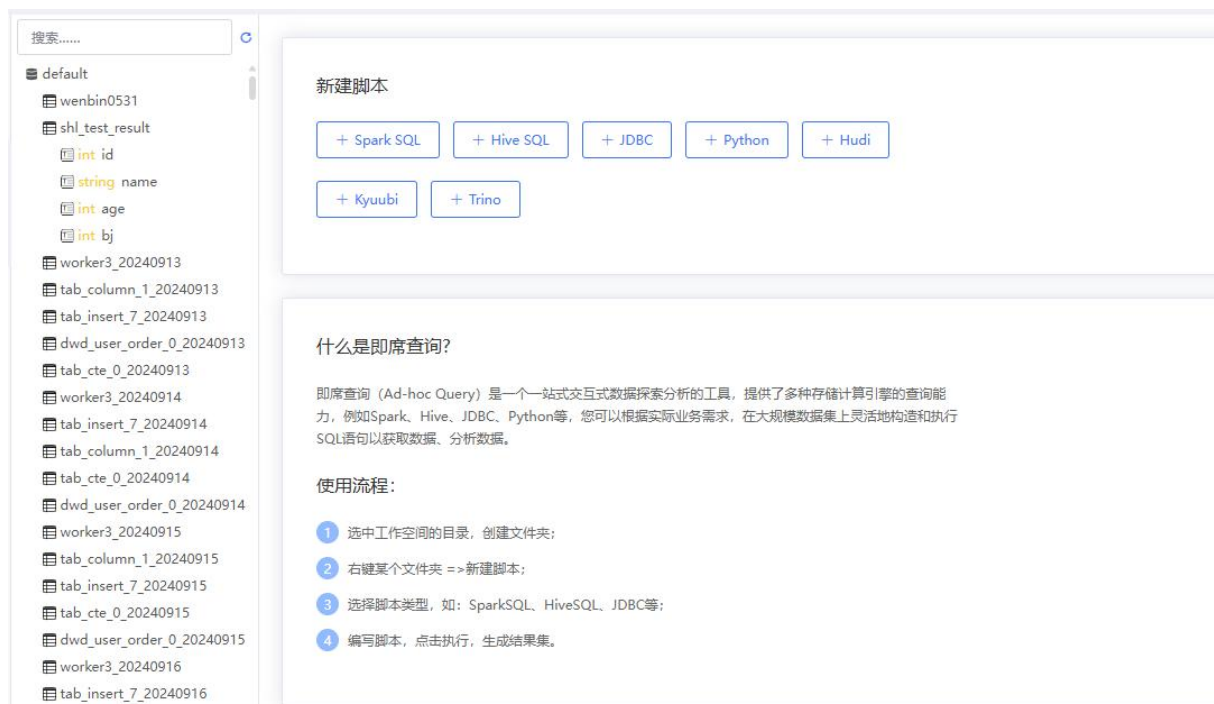 搜索......
default
wenbin0531
shl_test_result
int id
string name
int age
int bj
worker3_20240913
tab_column_1_20240913
tab_insert_7_20240913
dwd_user_order_0_20240913
tab_cte_0_20240913
worker3_20240914
tab_insert_7_20240914
tab_column_1_20240914
tab_cte_0_20240914
dwd_user_order_0_20240914
worker3_20240915
tab_column_1_20240915
tab_insert_7_20240915
tab_cte_0_20240915
dwd_user_order_0_20240915
worker3_20240916
tab_insert_7_20240916
新建脚本
+ Spark SQL
+ Hive SQL
+ JDBC
+ Python
+ Hudi
+ Kyuubi
+ Trino
什么是即席查询?
即席查询（Ad-hoc Query）是一个一站式交互式数据探索分析的工具，提供了多种存储计算引擎的查询能
力，例如Spark、Hive、JDBC、Python等，您可以根据实际业务需求，在大规模数据集上灵活地构造和执行
SQL语句以获取数据、分析数据。
使用流程：
1 选中工作空间的目录，创建文件夹；
2 右键某个文件夹 =>新建脚本；
3 选择脚本类型，如：SparkSQL、HiveSQL、JDBC等；
4 编写脚本，点击执行，生成结果集。